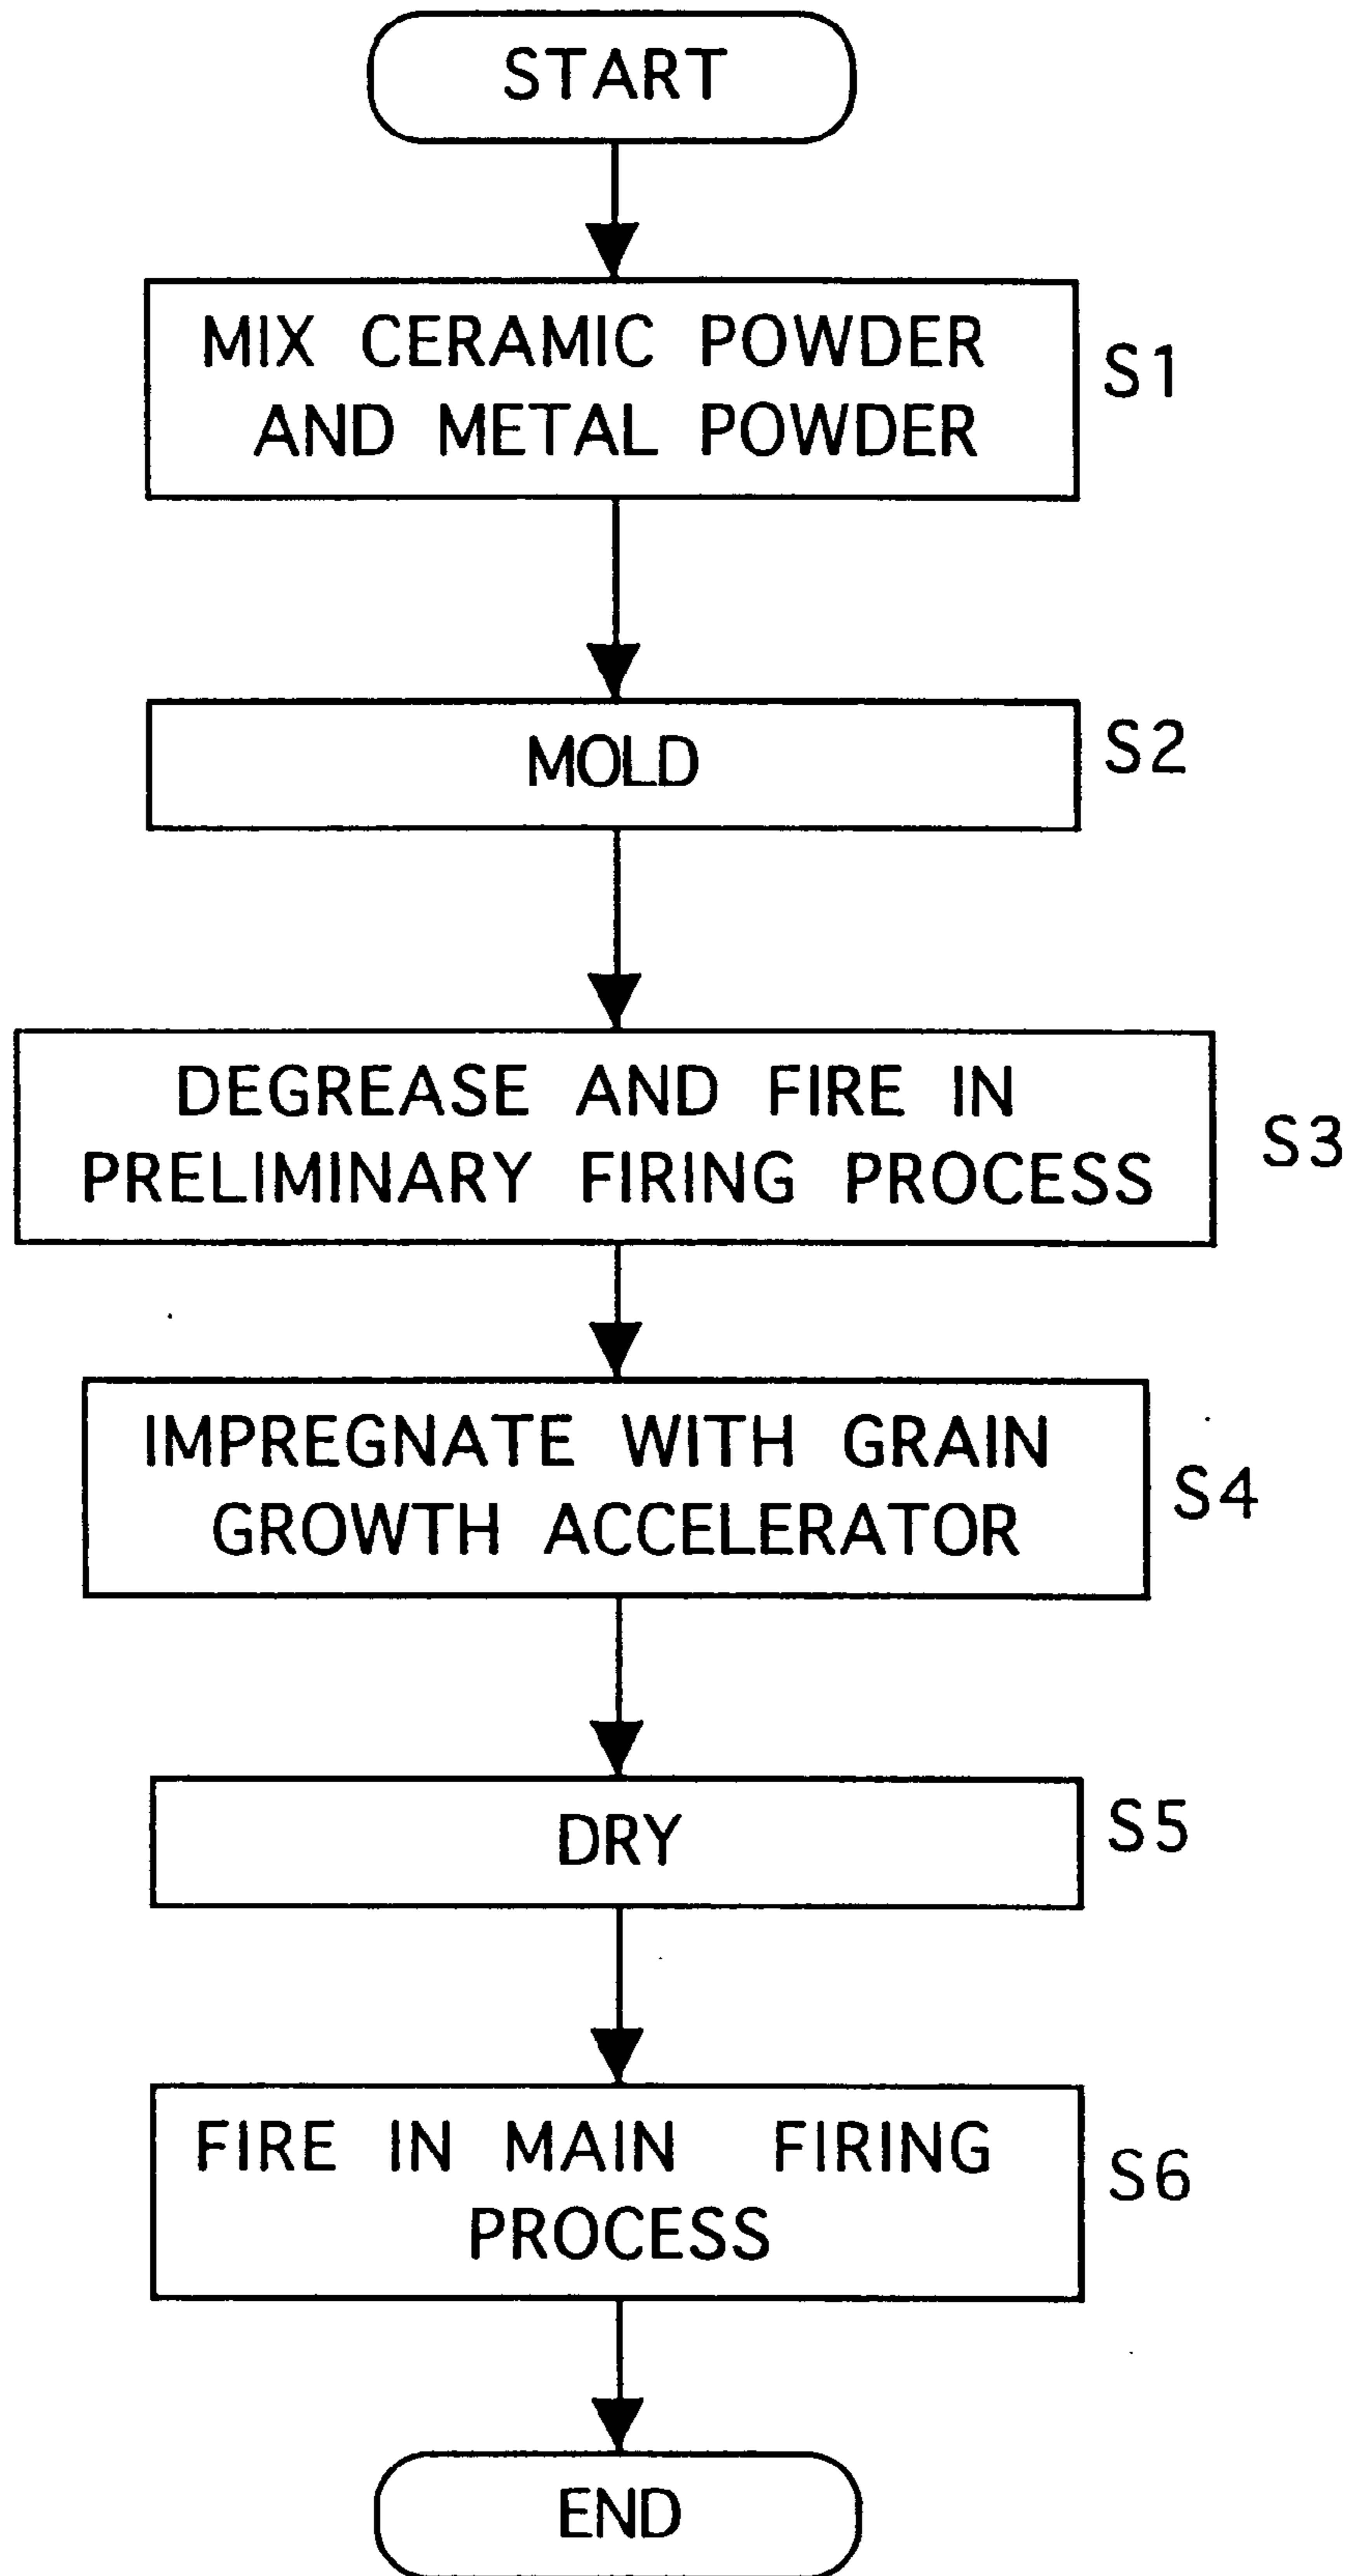 START
MIX CERAMIC POWDER
AND METAL POWDER
S1
MOLD
S2
DEGREASE AND FIRE IN
PRELIMINARY FIRING PROCESS
S3
IMPREGNATE WITH GRAIN
GROWTH ACCELERATOR
S4
DRY
S5
FIRE IN MAIN FIRING
PROCESS
S6
END